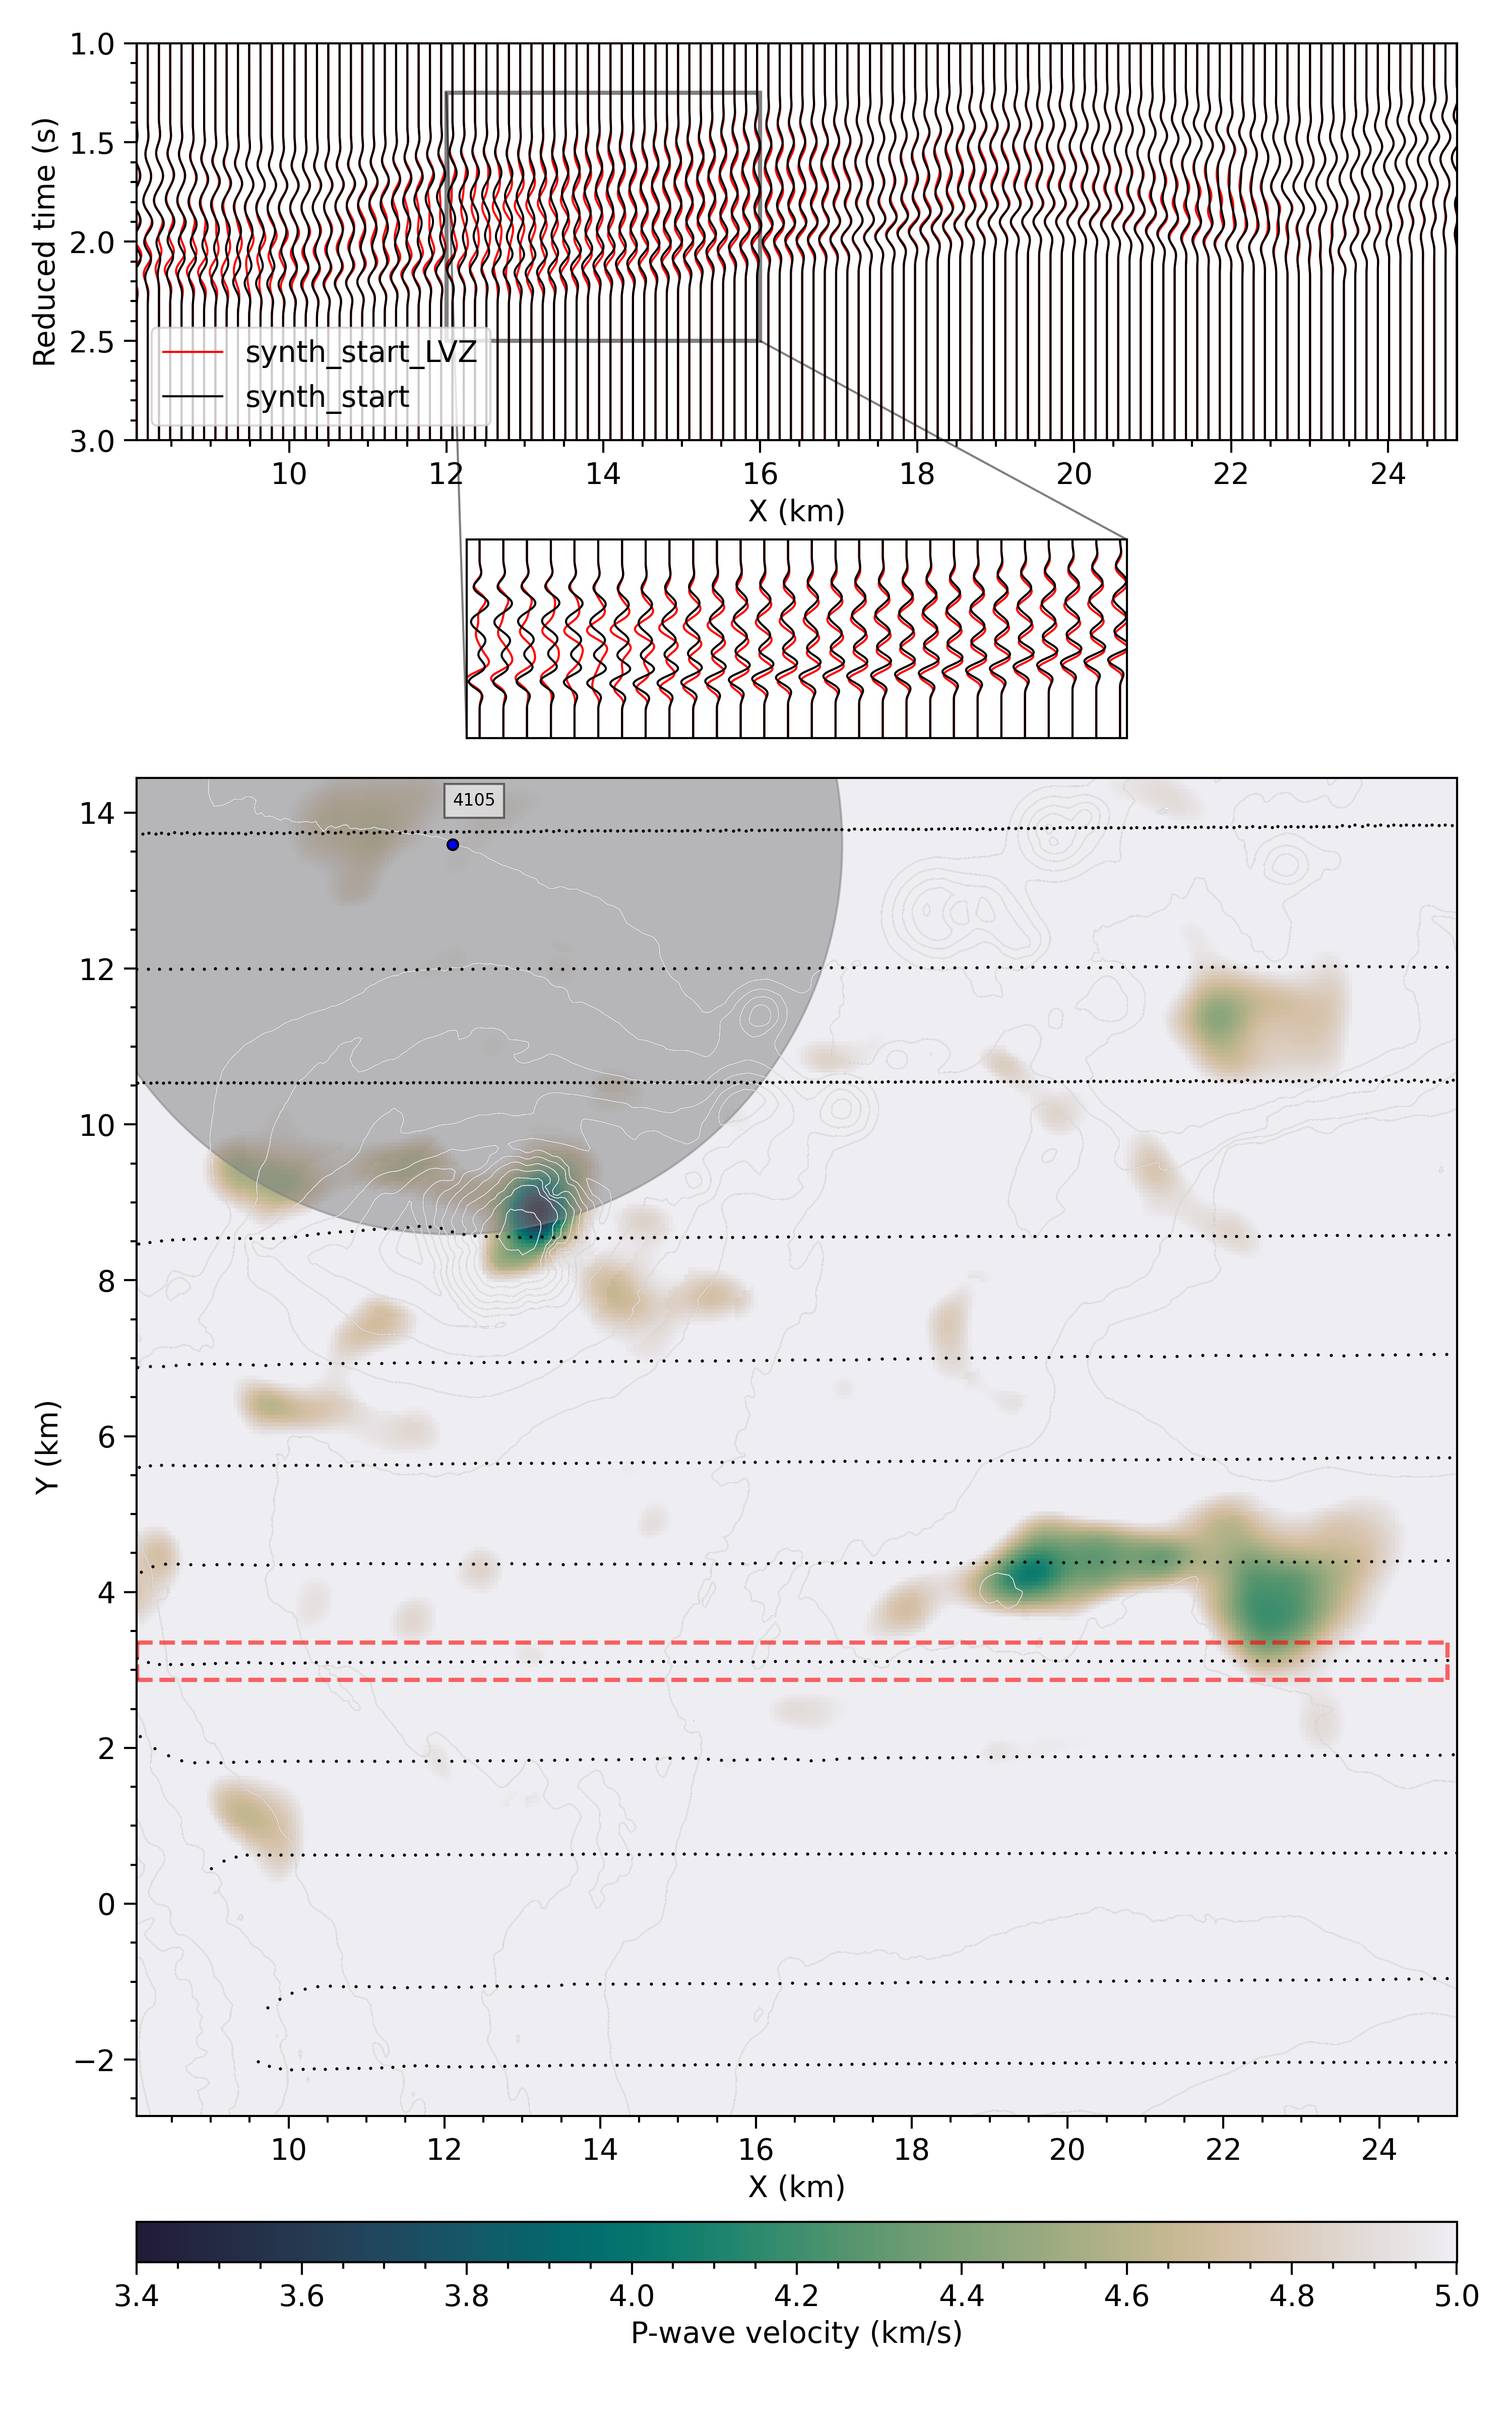 1.0
1.5
2.0
2.5
3.0
Reduced time (s)
synth_start_LVZ
synth_start
10 12 14 16 18 20 22 24
X (km)
4105
14
12
10
8
6
4
2
0
−2
Y (km)
10 12 14 16 18 20 22 24
X (km)
3.4 3.6 3.8 4.0 4.2 4.4 4.6 4.8 5.0
P-wave velocity (km/s)